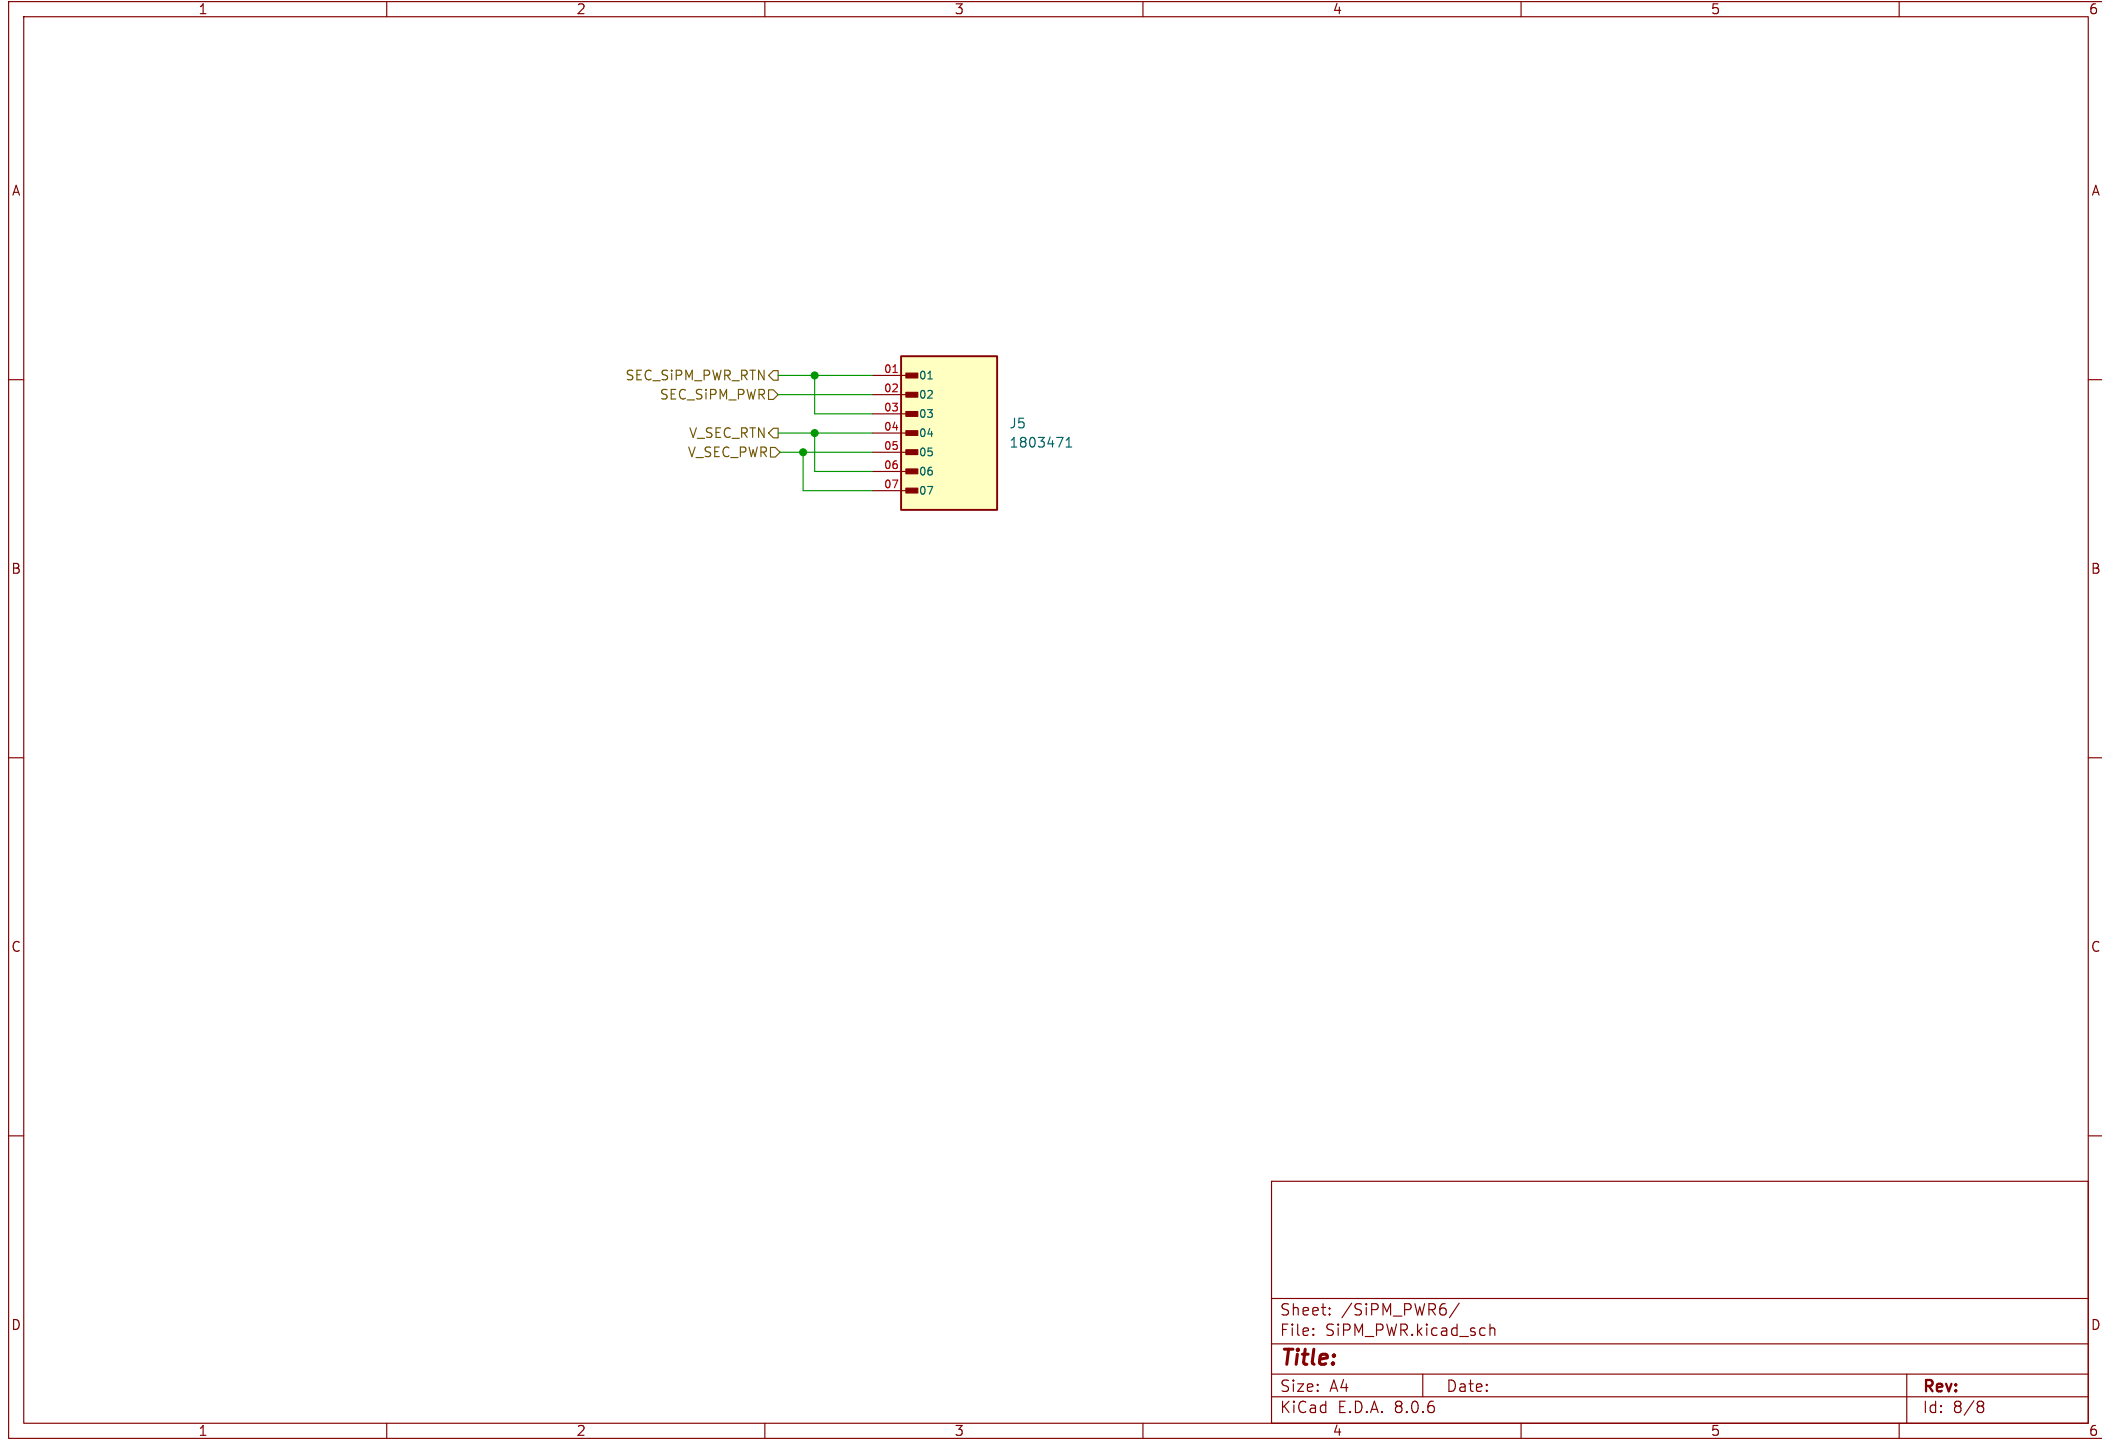 1 2 3 4 5 6
A A
SEC_SiPM_PWR_RTN 01 01
SEC_SiPM_PWR 02 02
03 03
V_SEC_RTN 04 04
J5
V_SEC_PWR 05 05
1803471
06 06
07 07
B B
C C
Sheet: /SiPM_PWR6/
D D
File: SiPM_PWR.kicad_sch
Title:
Size: A4 Date: Rev:
KiCad E.D.A. 8.0.6 Id: 8/8
1 2 3 4 5 6